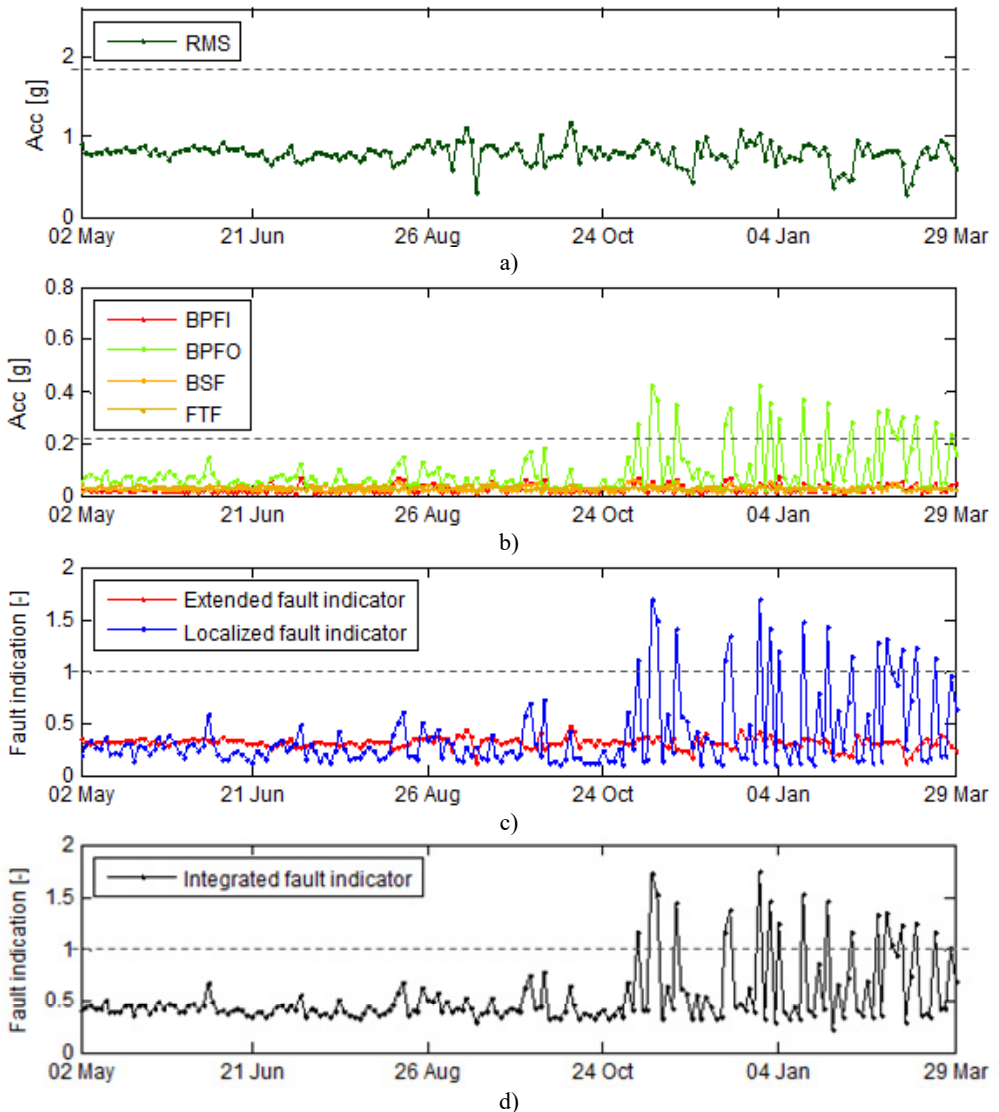 RMS
2
1
0
Acc [g]
02 May 21 Jun 26 Aug 24 Oct 04 Jan 29 Mar
a)
BPFI
BPFO
BSF
FTF
0.8
0.6
0.4
0.2
0
Acc [g]
02 May 21 Jun 26 Aug 24 Oct 04 Jan 29 Mar
b)
Extended fault indicator
Localized fault indicator
2
1.5
1
0.5
0
Fault indication [-]
02 May 21 Jun 26 Aug 24 Oct 04 Jan 29 Mar
c)
Integrated fault indicator
2
1.5
1
0.5
0
Fault indication [-]
02 May 21 Jun 26 Aug 24 Oct 04 Jan 29 Mar
d)